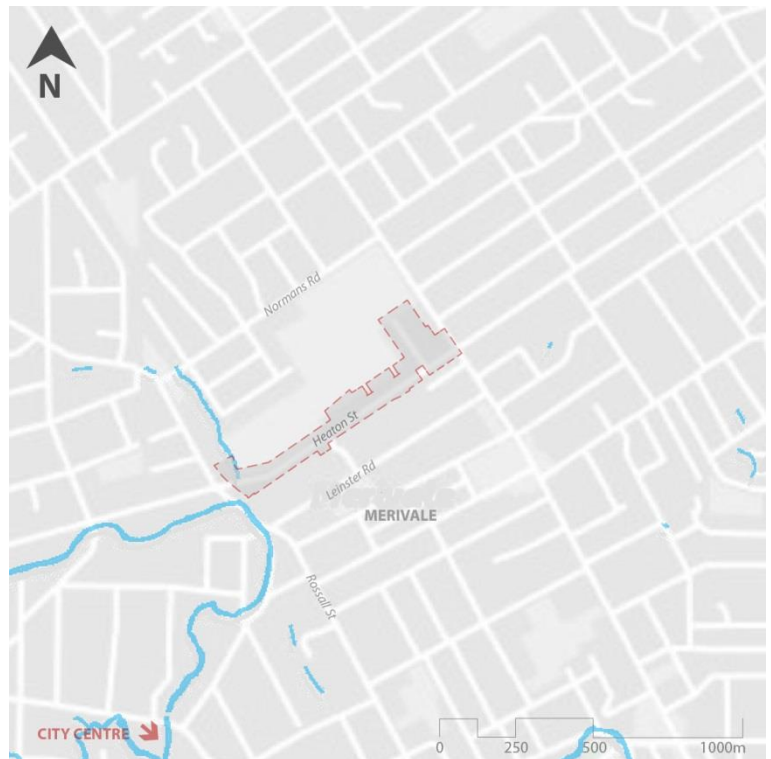 N
Normans Rd
Heaton St
Leinster Rd
MERIVALE
Rossall St
CITY CENTRE
0 250 500 1000m